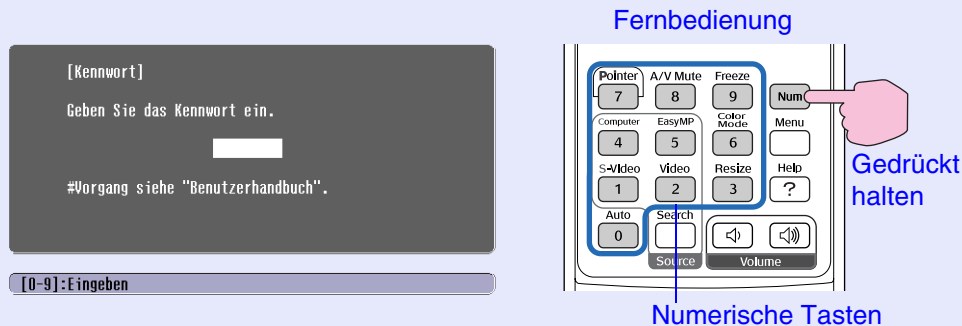 Fernbedienung
[Kennwort]
Geben Sie das Kennwort ein.
#Vorgang siehe "Benutzerhandbuch".
[0-9]:Eingeben
Pointer A/V Mute Freeze
7 8 9 Num
Computer EasyMP Color Mode Menu
4 5 6
S-Video Video Resize Help
1 2 3 ?
Auto Search
0
Source Volume
Gedrückt
halten
Numerische Tasten